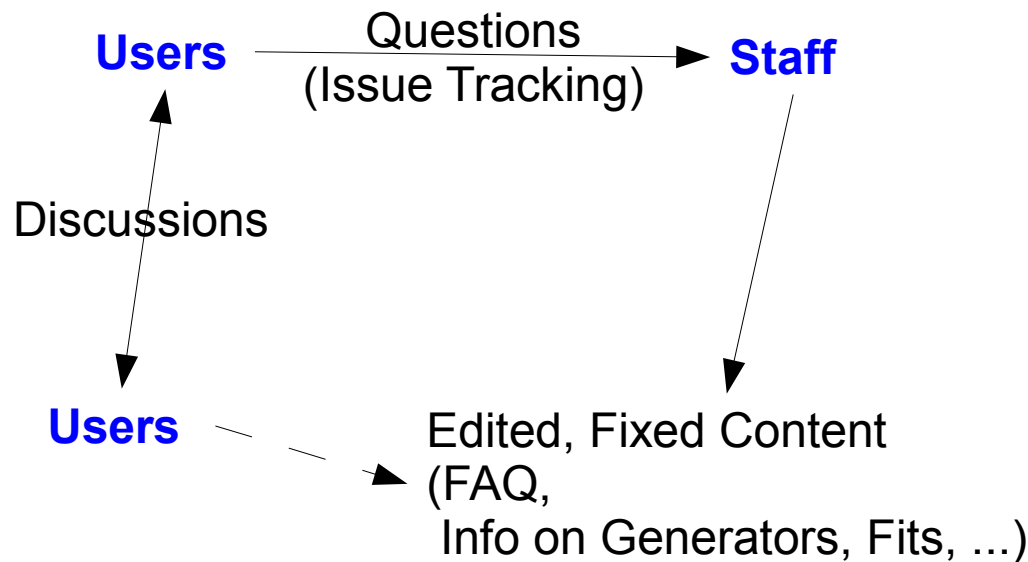 Users
Questions
(Issue Tracking)
Staff
Discussions
Users
Edited, Fixed Content
(FAQ,
Info on Generators, Fits, ...)